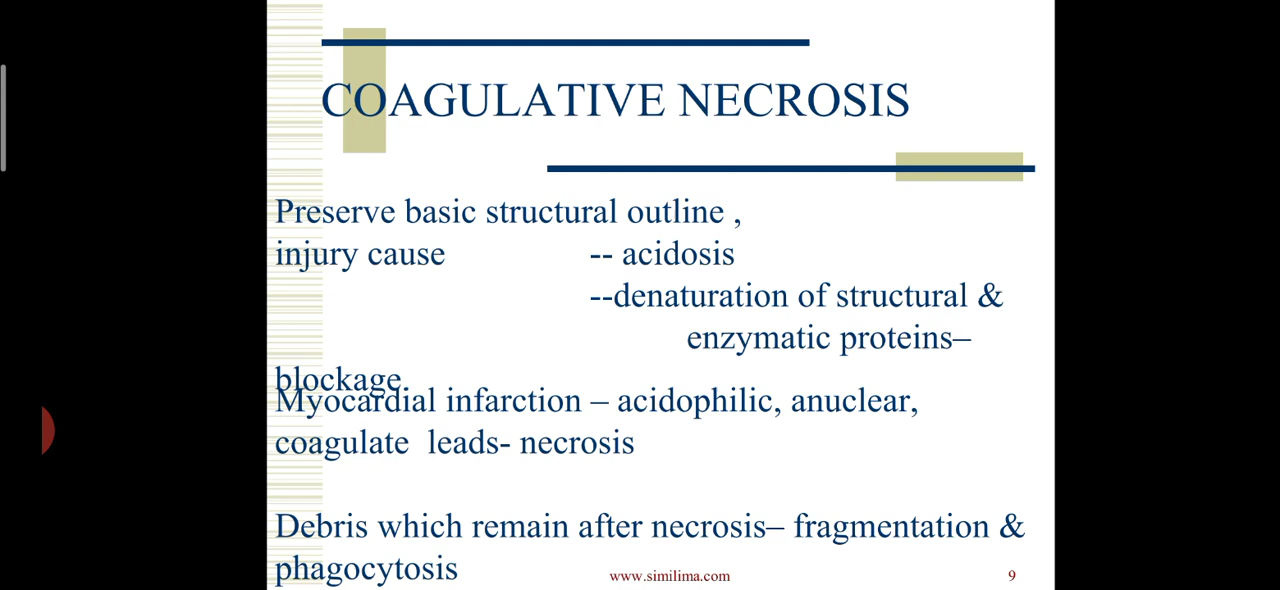 COAGULATIVE NECROSIS
Preserve basic structural outline ,
injury cause -- acidosis
--denaturation of structural &
enzymatic proteins–
blockage.
Myocardial infarction – acidophilic, anuclear,
coagulate leads- necrosis
Debris which remain after necrosis– fragmentation &
phagocytosis
www.similima.com 9